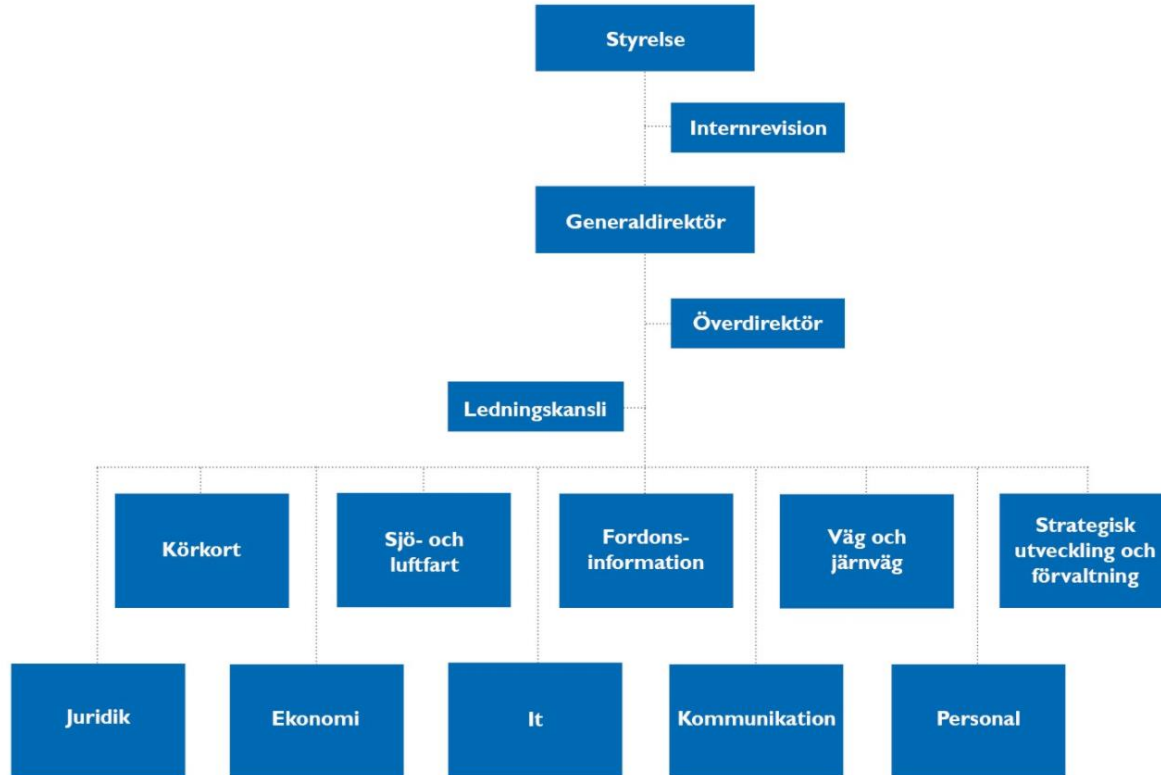 Styrelse
Internrevision
Generaldirektör
Överdirektör
Ledningskansli
Körkort
Sjö- och
luftfart
Fordons-
information
Väg och
järnväg
Strategisk
utveckling och
förvaltning
Juridik
Ekonomi
It
Kommunikation
Personal